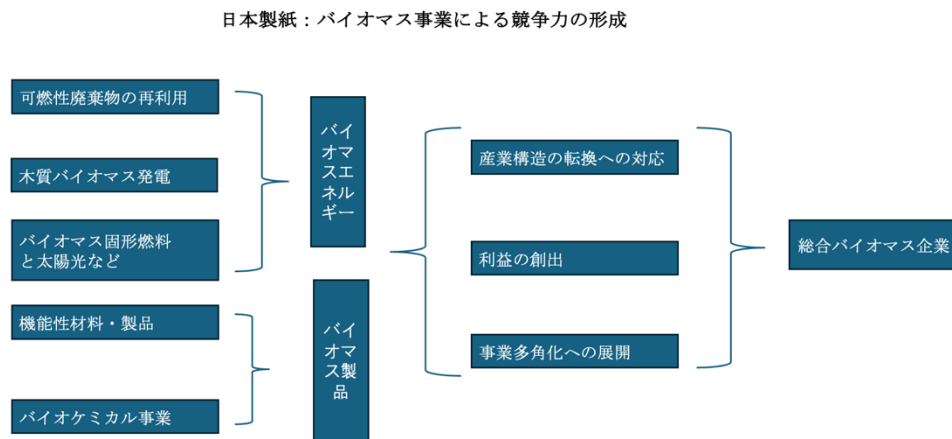 日本製紙：バイオマス事業による競争力の形成
可燃性廃棄物の再利用
木質バイオマス発電
バイオマス固形燃料
と太陽光など
機能性材料・製品
バイオケミカル事業
バイ
オマ
スエ
ネル
ギー
バイ
オマ
ス製
品
産業構造の転換への対応
利益の創出
事業多角化への展開
総合バイオマス企業